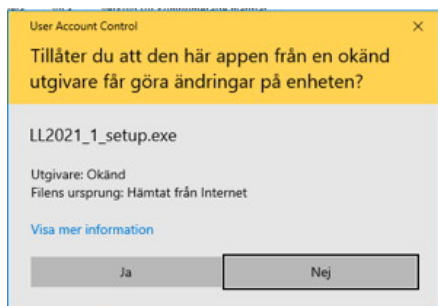 User Account Control
Tillåter du att den här appen från en okänd
utgivare får göra ändringar på enheten?
LL2021_1_setup.exe
Utgivare: Okänd
Filens ursprung: Hämtat från Internet
Visa mer information
Ja
Nej